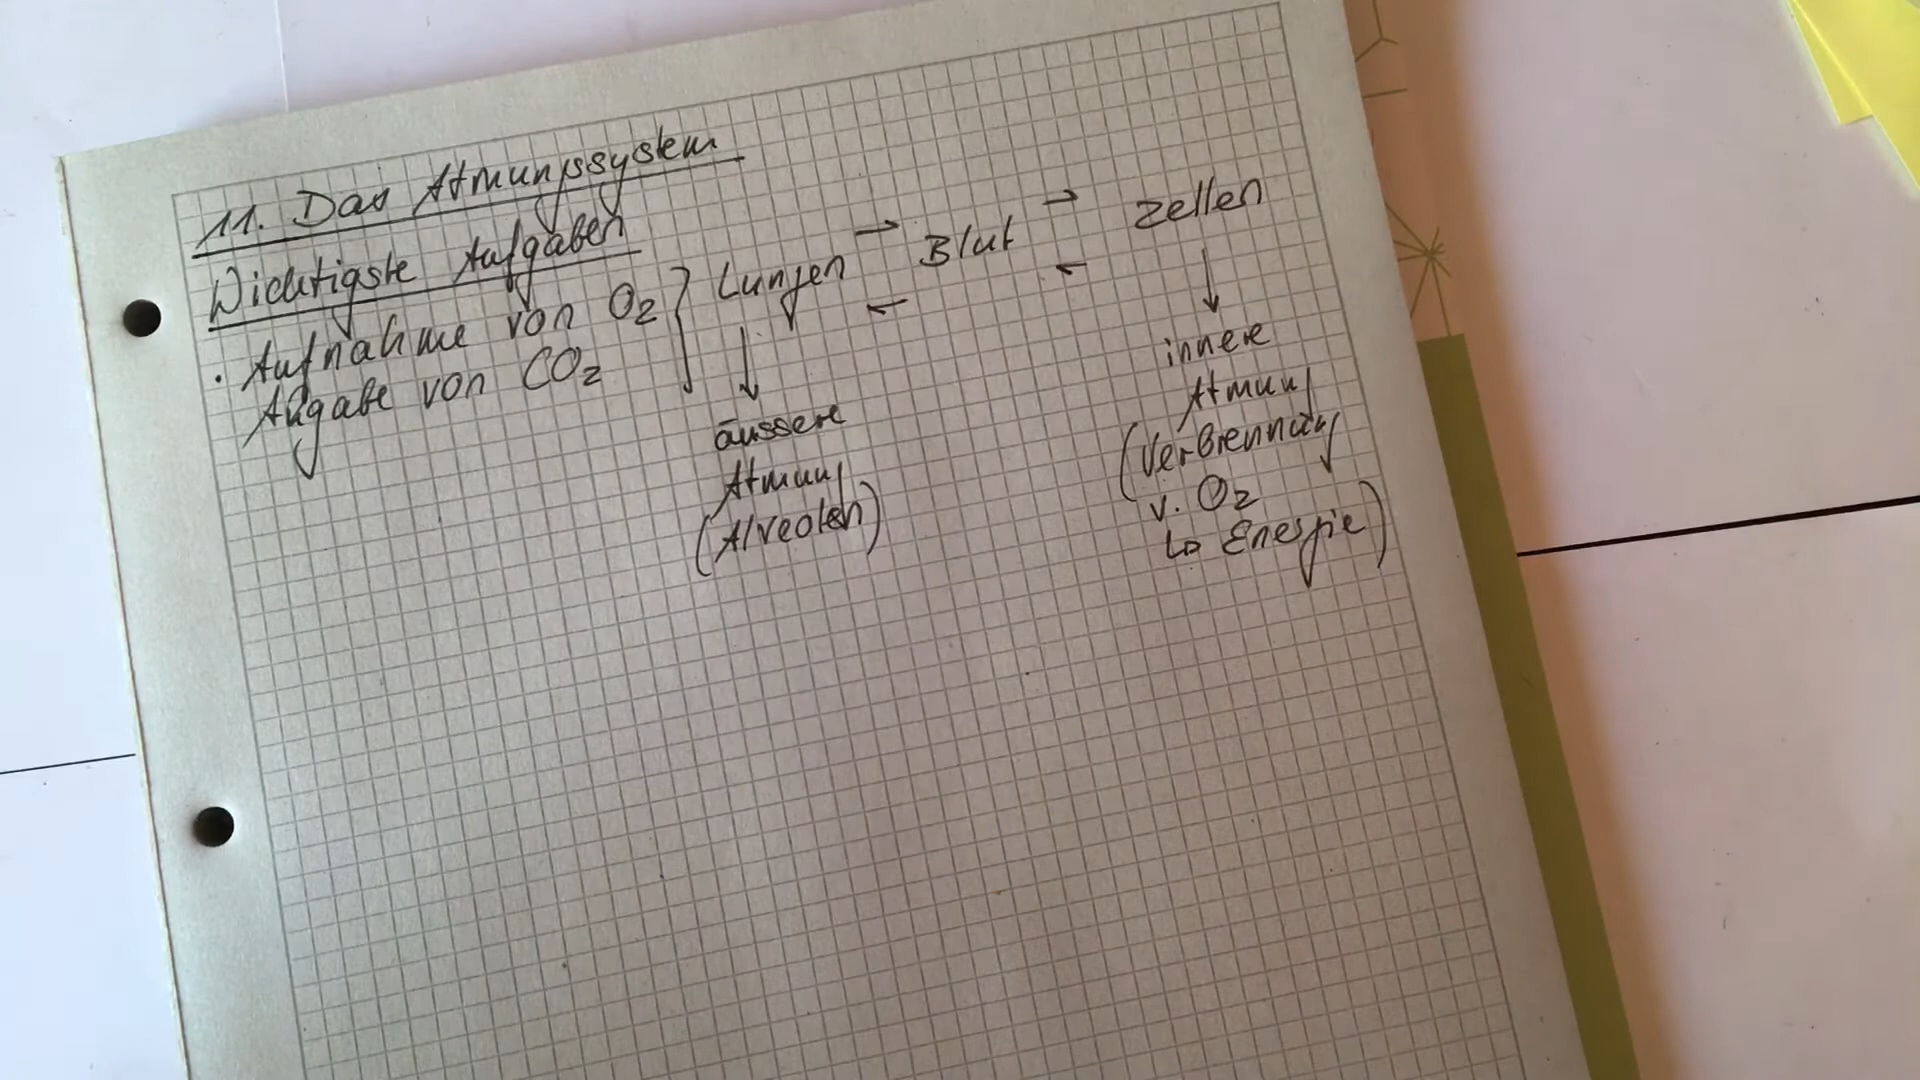 11. Das Atmungssystem
Wichtigste Aufgaben
· Aufnahme von O2 } Lungen → Blut → Zellen
Abgabe von CO2 ← ←
↓ ↓
äussere
Atmung
(Alveolen)
innere
Atmung
(Verbrennung
v. O2
↳ Energie)